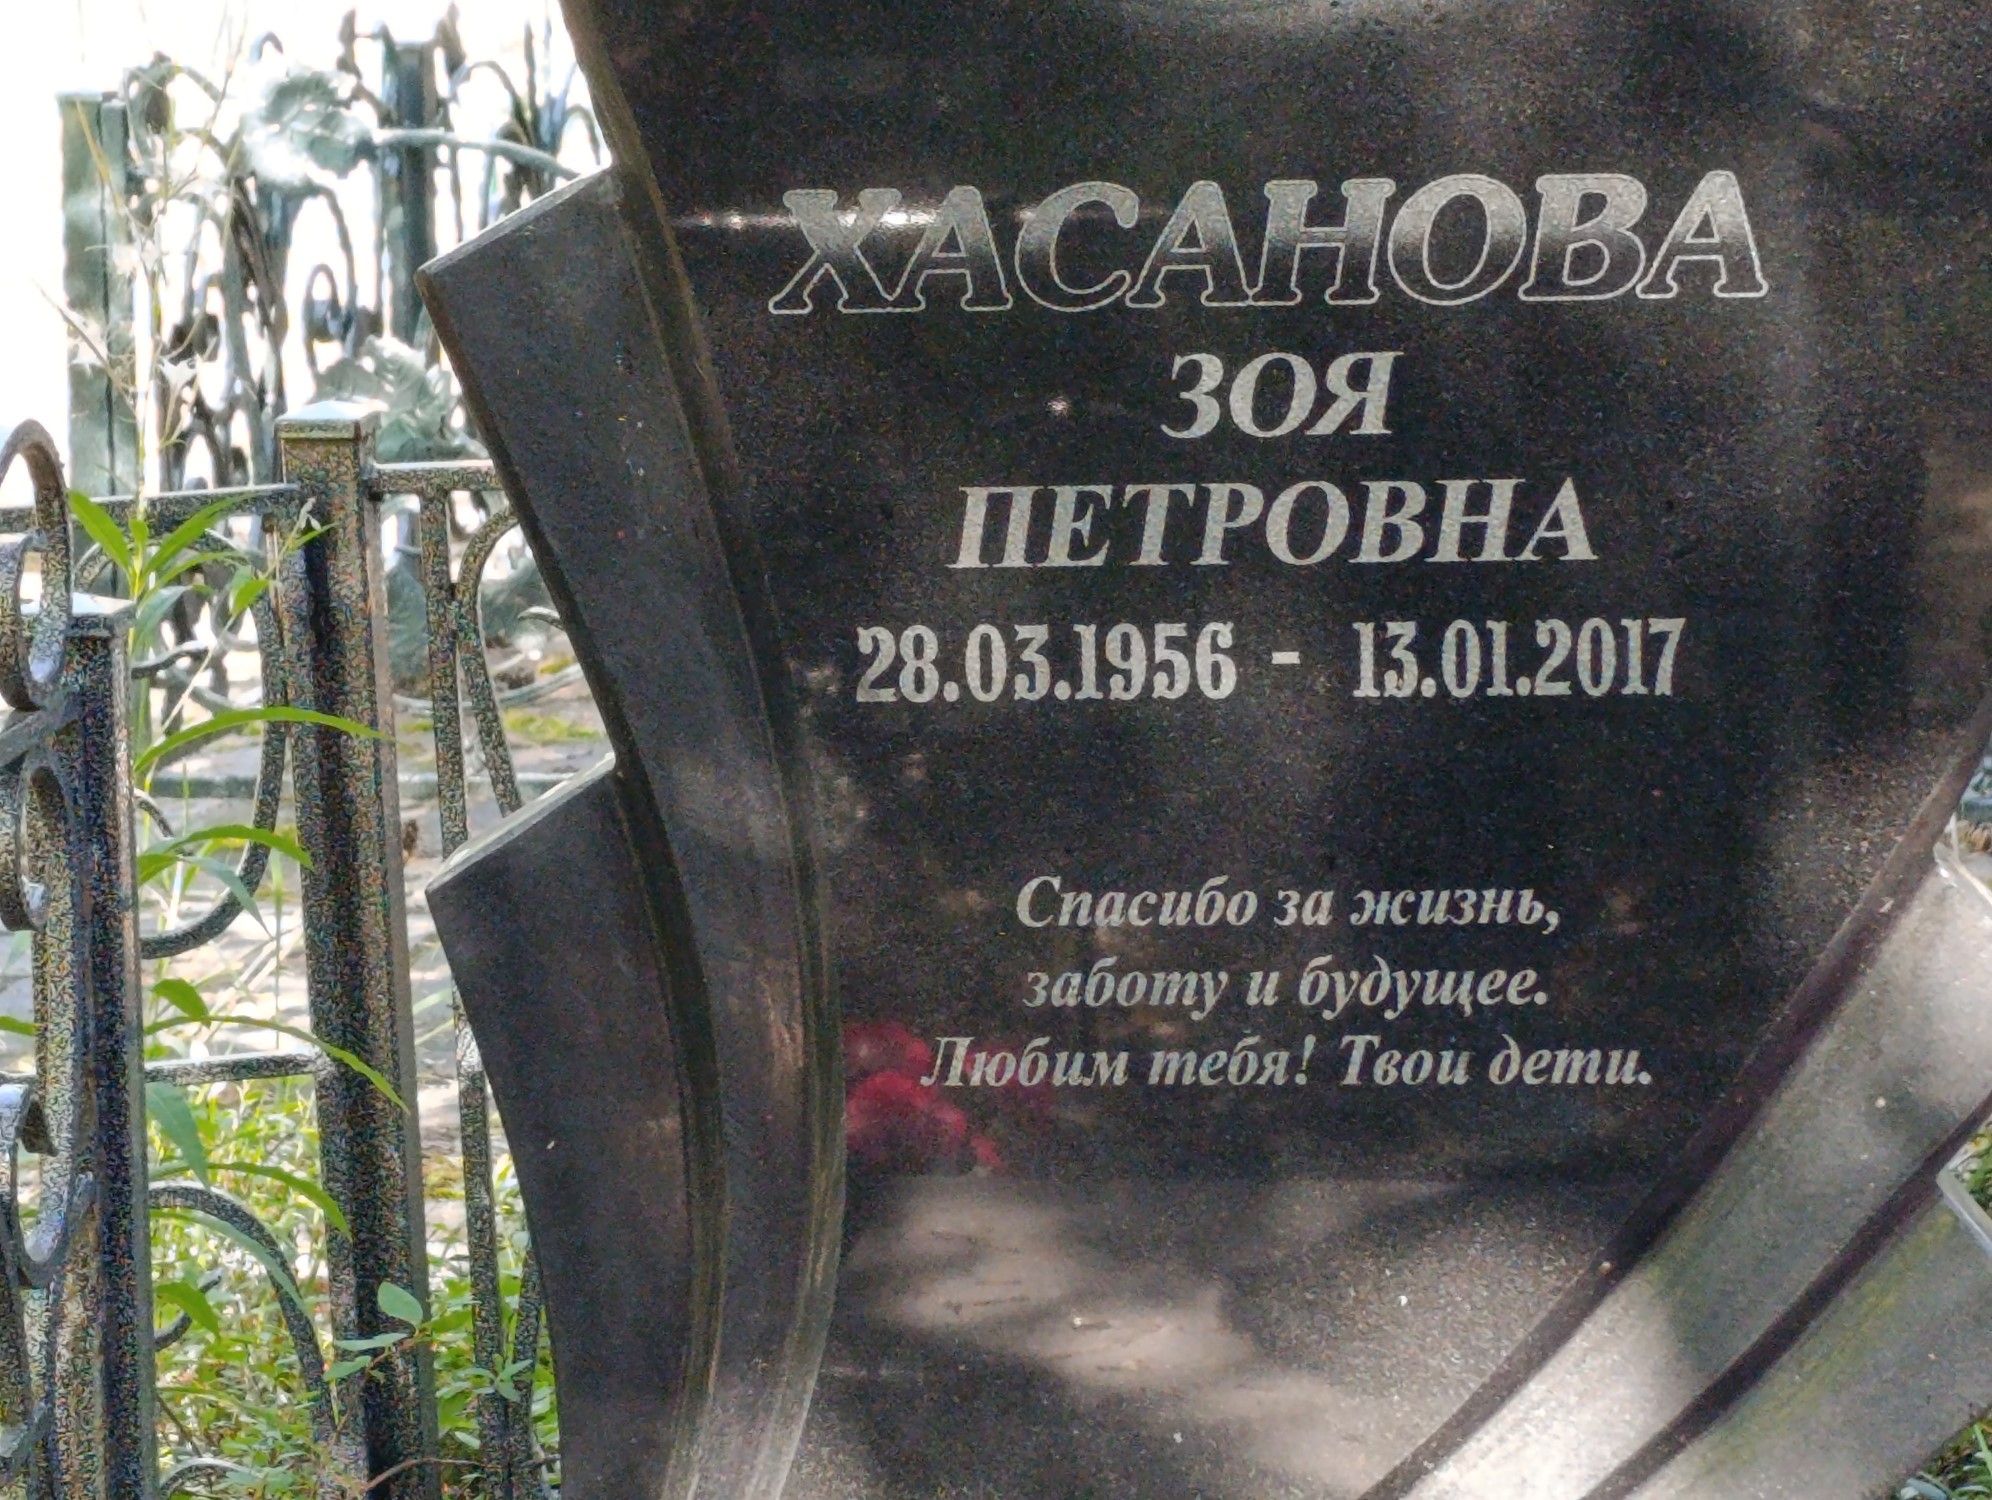 ХАСАНОВА
ЗОЯ
ПЕТРОВНА
28.03.1956 - 13.01.2017
Спасибо за жизнь,
заботу и будущее.
Любим тебя! Твои дети.